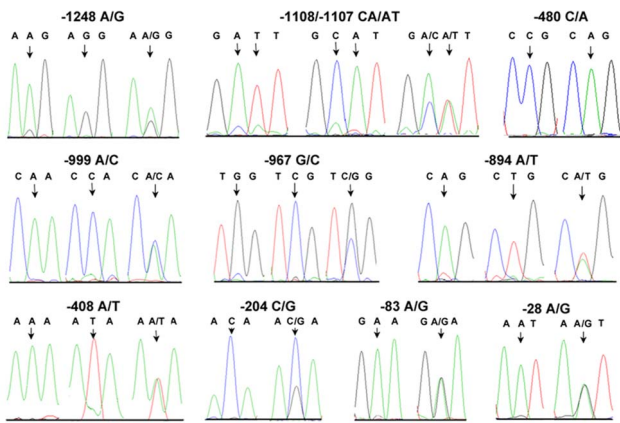 -1248 A/G
A A G A G G A A/G G
-1108/-1107 CA/AT
G A T T G C A T G A/C A/T T
-480 C/A
C C G C A G
-999 A/C
C A A C C A C A/C A
-967 G/C
T G G T C G T C/G G
-894 A/T
C A G C T G C A/T G
-408 A/T
A A A A T A A A/T A
-204 C/G
A C A A C/G A
-83 A/G
G A A G A/G A
-28 A/G
A A T A A/G T